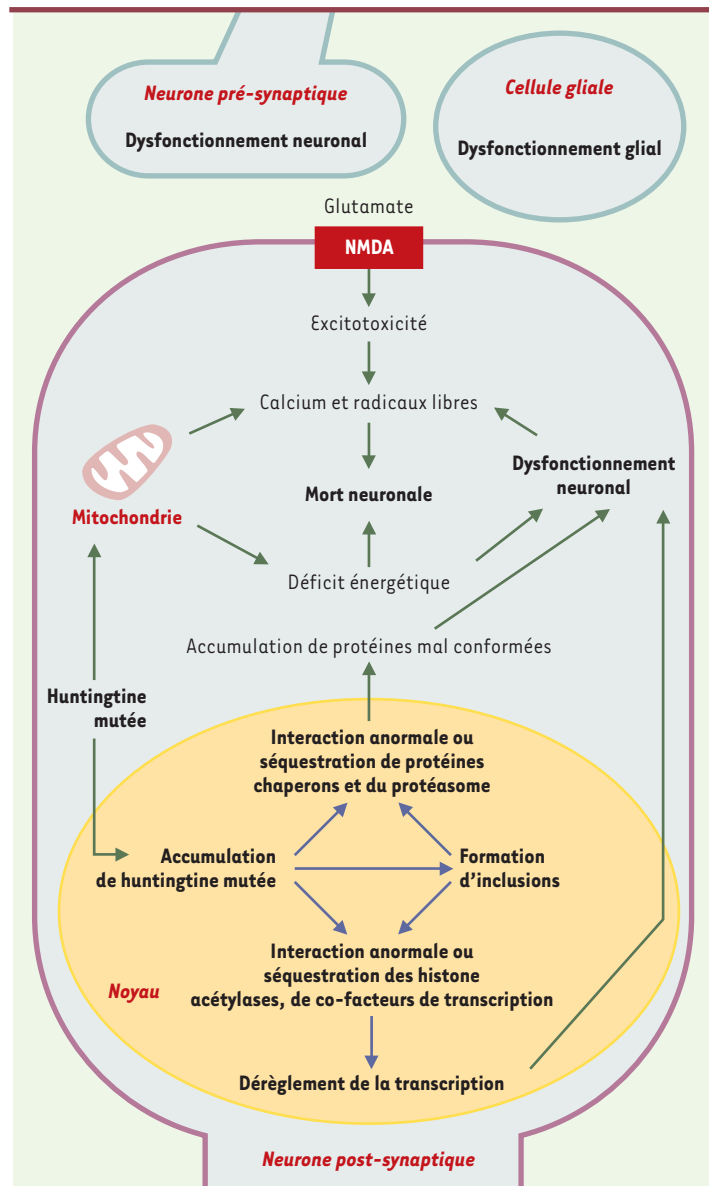 Neurone pré-synaptique
Dysfonctionnement neuronal
Cellule gliale
Dysfonctionnement glial
Glutamate
NMDA
Excitotoxicité
Calcium et radicaux libres
Mitochondrie
Mort neuronale
Dysfonctionnement
neuronal
Déficit énergétique
Accumulation de protéines mal conformées
Huntingtine
mutée
Interaction anormale ou
séquestration de protéines
chaperons et du protéasome
Accumulation
de huntingtine mutée
Formation
d'inclusions
Interaction anormale ou
séquestration des histone
acétylases, de co-facteurs de transcription
Noyau
Dérèglement de la transcription
Neurone post-synaptique